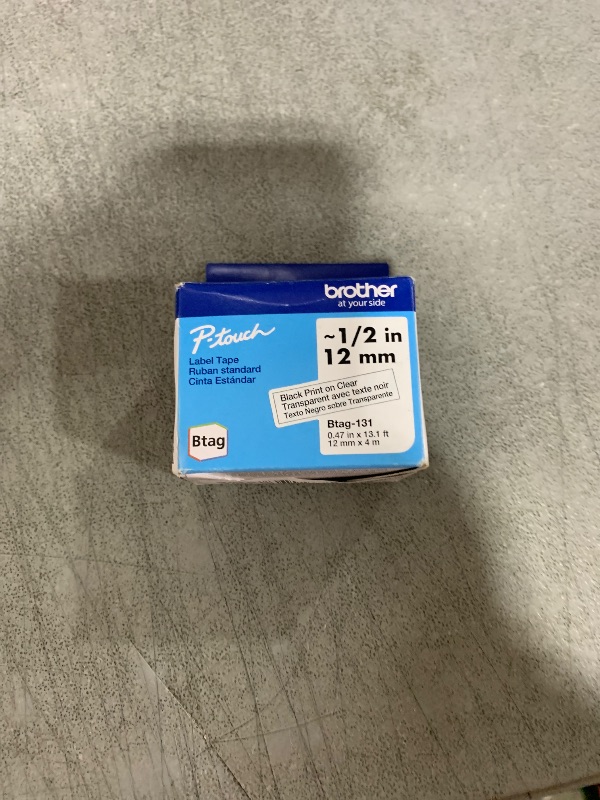 brother
at your side
P-touch
Label Tape
Ruban standard
Cinta Estándar
~1/2 in
12 mm
Black Print on Clear
Transparent avec texte noir
Texto Negro sobre Transparente
Btag-131
0.47 in x 13.1 ft
12 mm x 4 m
Btag